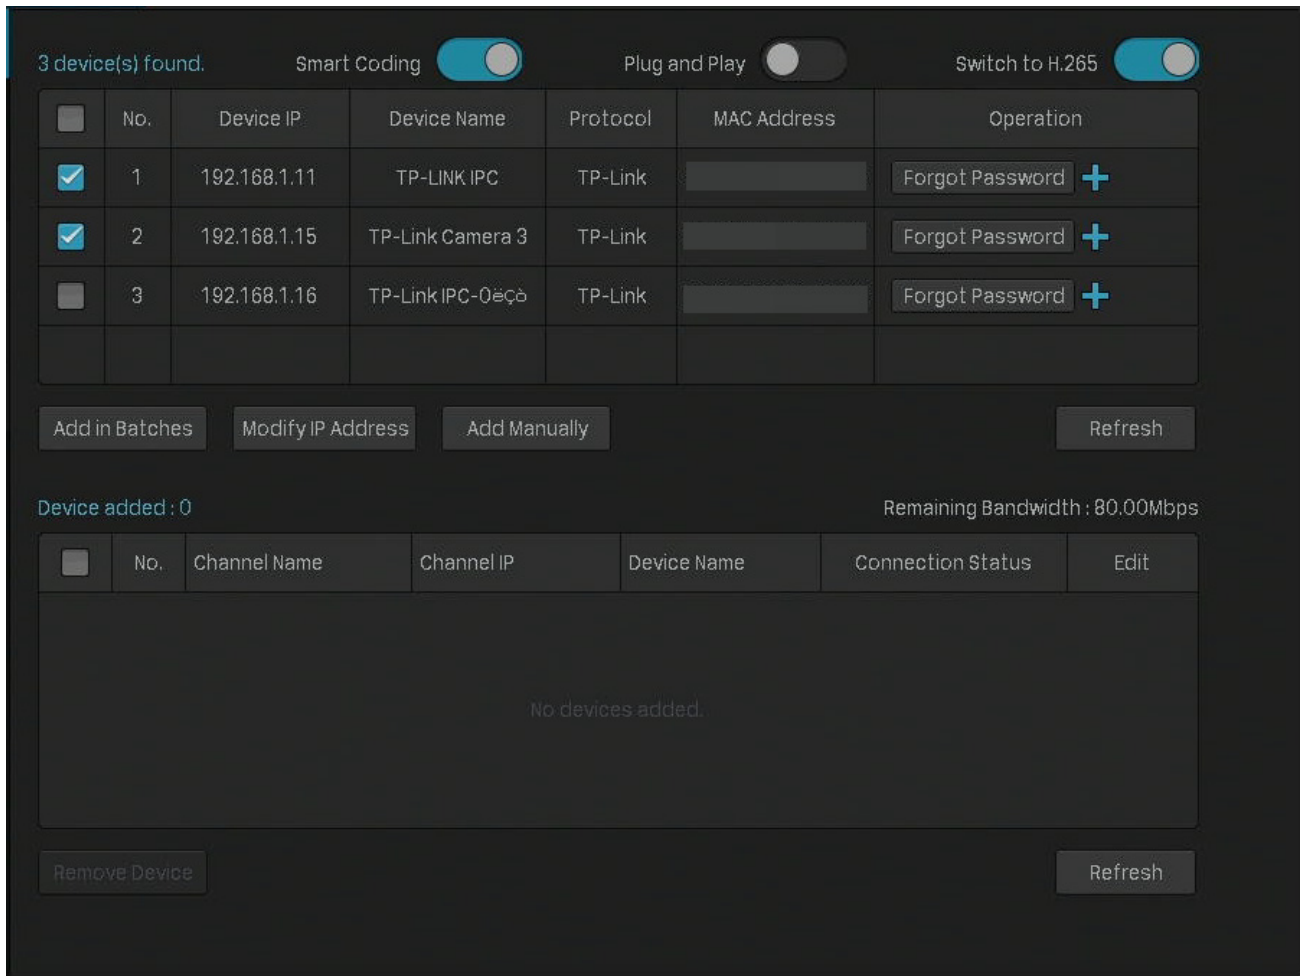 3 device(s) found. Smart Coding Plug and Play Switch to H.265
No. Device IP Device Name Protocol MAC Address Operation
1 192.168.1.11 TP-LINK IPC TP-Link Forgot Password
2 192.168.1.15 TP-Link Camera 3 TP-Link Forgot Password
3 192.168.1.16 TP-Link IPC-0ëÇò TP-Link Forgot Password
Add in Batches Modify IP Address Add Manually Refresh
Device added : 0 Remaining Bandwidth : 80.00Mbps
No. Channel Name Channel IP Device Name Connection Status Edit
No devices added.
Remove Device Refresh